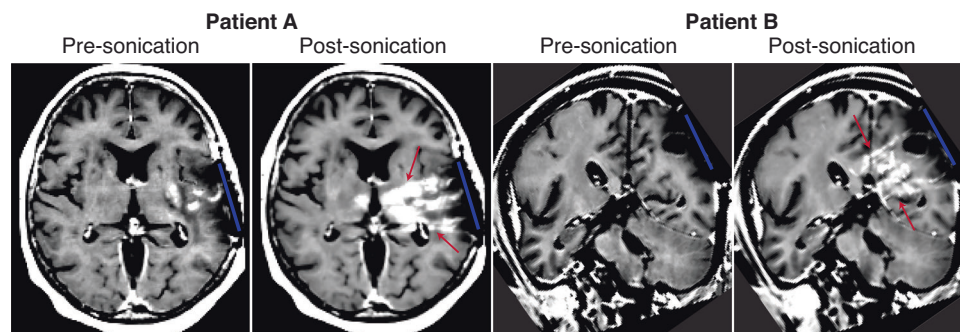 Patient A
Patient B
Pre-sonication
Post-sonication
Pre-sonication
Post-sonication